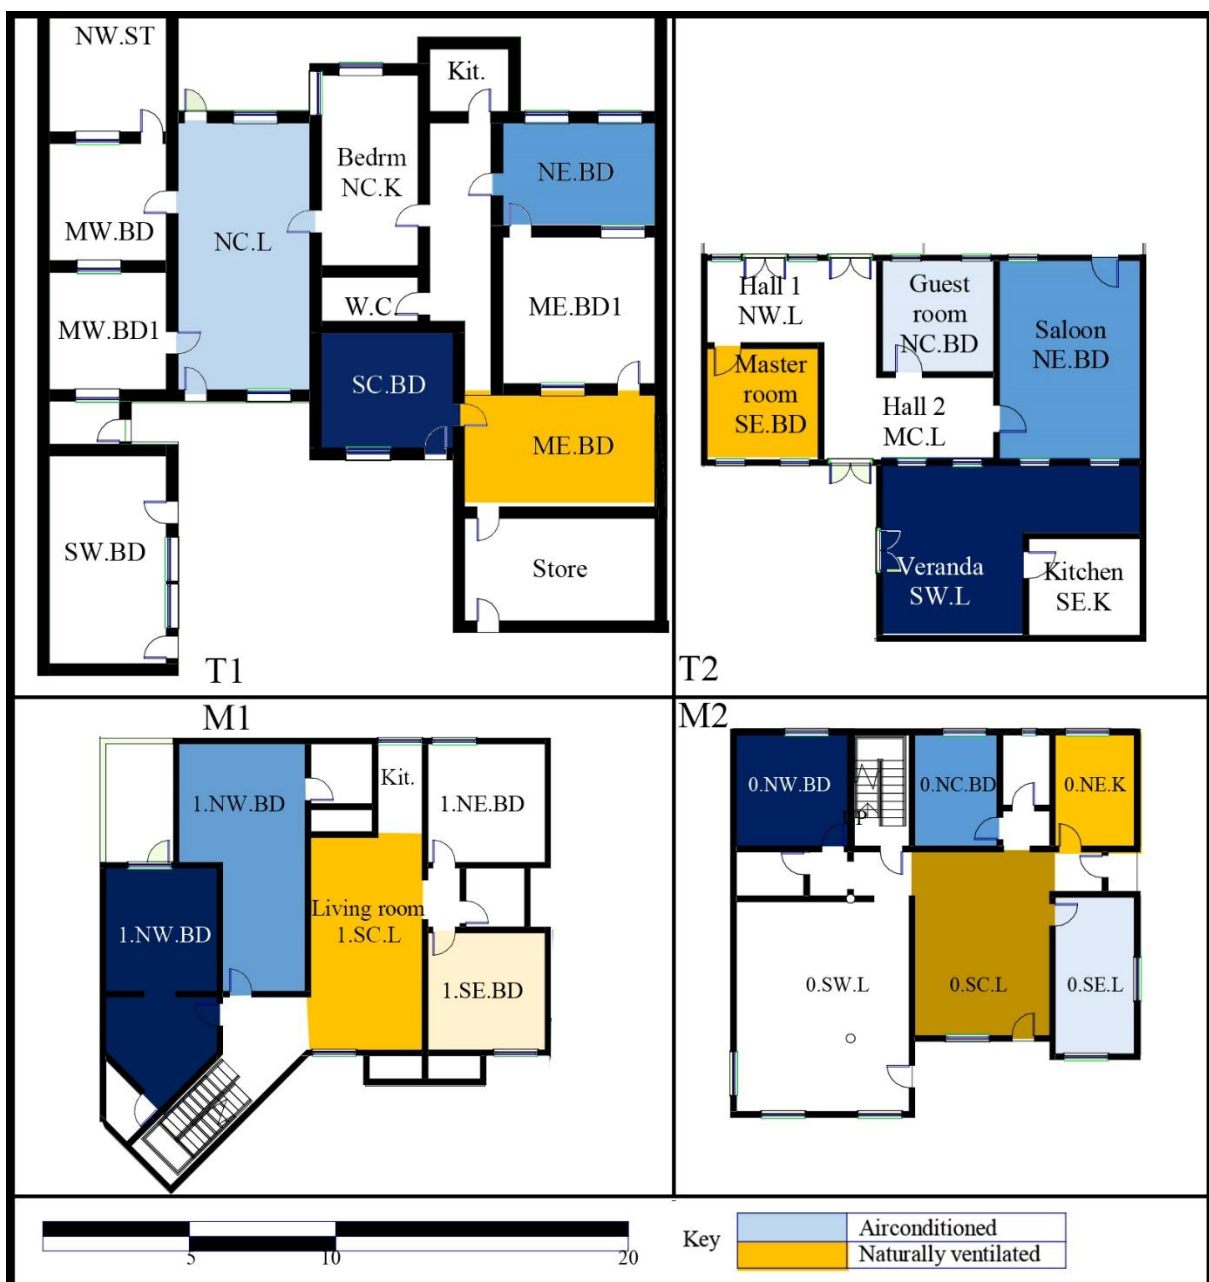 NW.ST
Kit.
Bedrm
NC.K
NE.BD
MW.BD
NC.L
W.C
ME.BD1
MW.BD1
SC.BD
ME.BD
SW.BD
Store
T1
Hall 1
NW.L
Guest
room
NC.BD
Saloon
NE.BD
Master
room
SE.BD
Hall 2
MC.L
Veranda
SW.L
Kitchen
SE.K
T2
M1
1.NW.BD
Kit.
1.NE.BD
Living room
1.SC.L
1.NW.BD
1.SE.BD
M2
0.NW.BD
0.NC.BD
0.NE.K
0.SW.L
0.SC.L
0.SE.L
5
10
20
Key
Airconditioned
Naturally ventilated